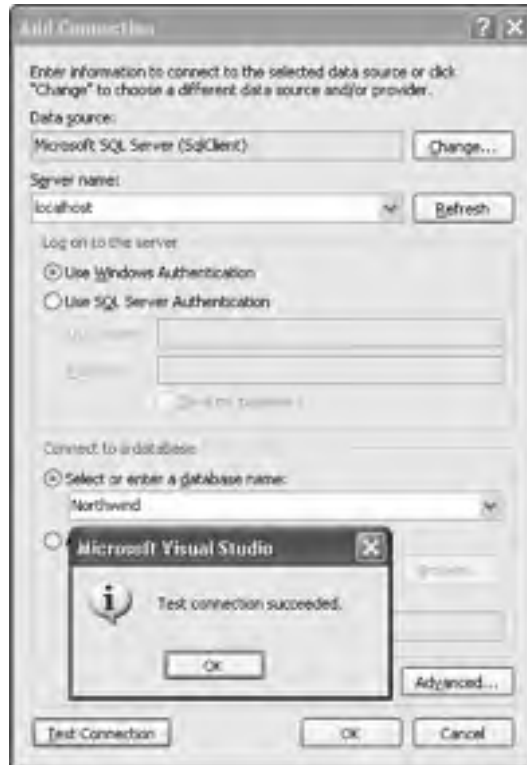 Add Connection
Enter information to connect to the selected data source or click
"Change" to choose a different data source and/or provider.
Data source:
Microsoft SQL Server (SqlClient)
Change...
Server name:
localhost
Refresh
Log on to the server
Use Windows Authentication
Use SQL Server Authentication
Connect to a database
Select or enter a database name:
Northwind
Microsoft Visual Studio
Test connection succeeded.
OK
Advanced...
Test Connection
OK
Cancel